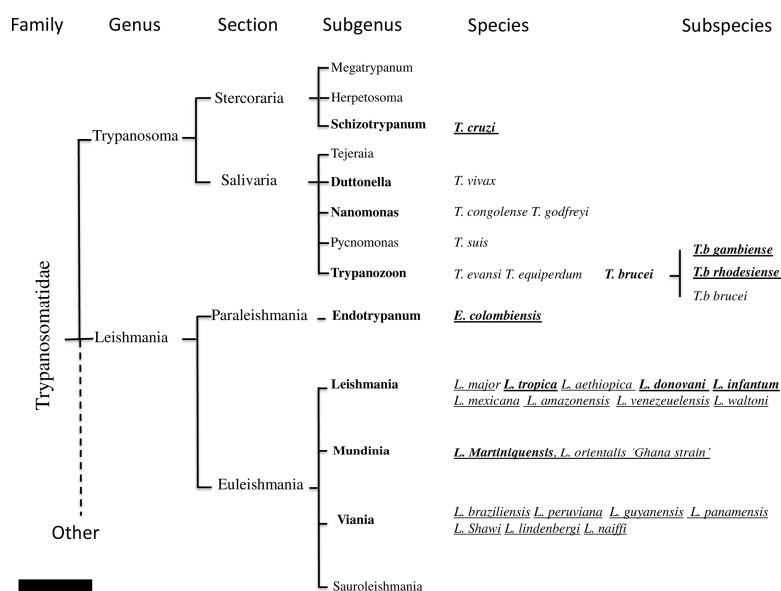 Family Genus Section Subgenus Species Subspecies
Megatrypanum
Stercoraria Herpetosoma
Schizotrypanum T. cruzi
Trypanosoma
Tejeraia
Salivaria Duttonella T. vivax
Nanomonas T. congolense T. godfreyi
Pycnomonas T. suis
T.b gambiense
Trypanozoon T. evansi T. equiperdum T. brucei T.b rhodesiense
T.b brucei
Paraleishmania Endotrypanum E. colombiensis
Trypanosomatidae
Leishmania
Leishmania L. major L. tropica L. aethiopica L. donovani L. infantum
L. mexicana L. amazonensis L. venezeuelensis L. waltoni
Mundinia L. Martiniquensis, L. orientalis ‘Ghana strain’
Euleishmania
Viania L. braziliensis L. peruviana L. guyanensis L. panamensis
L. Shawi L. lindenbergi L. naiffi
Other
Sauroleishmania